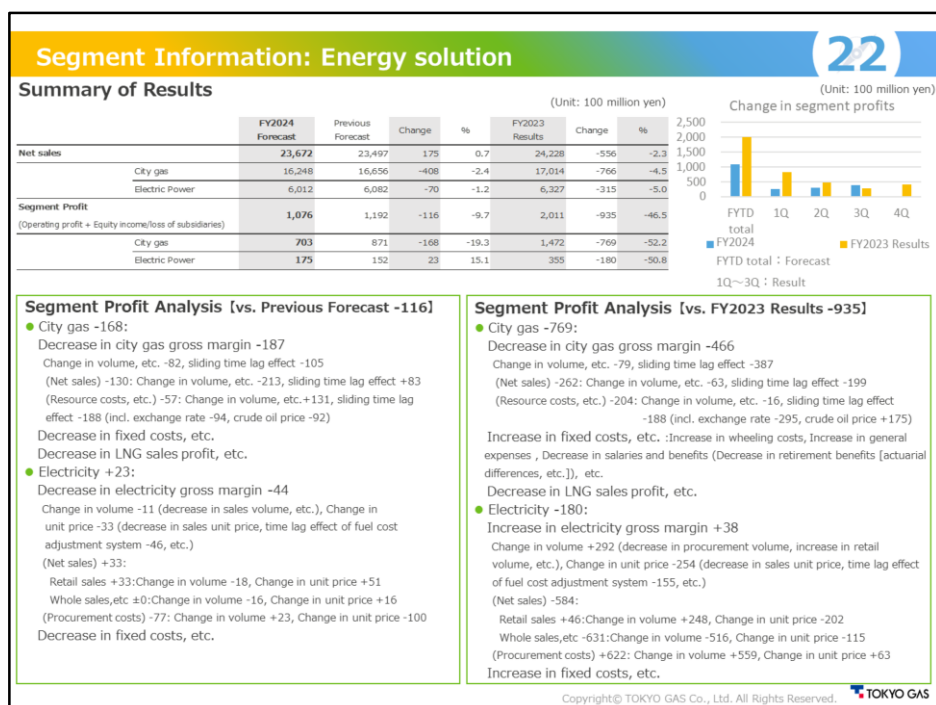 Segment Information: Energy solution
22
Summary of Results
(Unit: 100 million yen)
FY2024 Forecast Previous Forecast Change % FY2023 Results Change %
Net sales 23,672 23,497 175 0.7 24,228 -556 -2.3
City gas 16,248 16,656 -408 -2.4 17,014 -766 -4.5
Electric Power 6,012 6,082 -70 -1.2 6,327 -315 -5.0
Segment Profit
(Operating profit + Equity income/loss of subsidiaries) 1,076 1,192 -116 -9.7 2,011 -935 -46.5
City gas 703 871 -168 -19.3 1,472 -769 -52.2
Electric Power 175 152 23 15.1 355 -180 -50.8
(Unit: 100 million yen)
Change in segment profits
2,500
2,000
1,500
1,000
500
0
FYTD total 1Q 2Q 3Q 4Q
FY2024 FY2023 Results
FYTD total：Forecast
1Q～3Q：Result
Segment Profit Analysis【vs. Previous Forecast -116】
● City gas -168:
Decrease in city gas gross margin -187
Change in volume, etc. -82, sliding time lag effect -105
(Net sales) -130: Change in volume, etc. -213, sliding time lag effect +83
(Resource costs, etc.) -57: Change in volume, etc.+131, sliding time lag
effect -188 (incl. exchange rate -94, crude oil price -92)
Decrease in fixed costs, etc.
Decrease in LNG sales profit, etc.
● Electricity +23:
Decrease in electricity gross margin -44
Change in volume -11 (decrease in sales volume, etc.), Change in
unit price -33 (decrease in sales unit price, time lag effect of fuel cost
adjustment system -46, etc.)
(Net sales) +33:
Retail sales +33:Change in volume -18, Change in unit price +51
Whole sales,etc ±0:Change in volume -16, Change in unit price +16
(Procurement costs) -77: Change in volume +23, Change in unit price -100
Decrease in fixed costs, etc.
Segment Profit Analysis【vs. FY2023 Results -935】
● City gas -769:
Decrease in city gas gross margin -466
Change in volume, etc. -79, sliding time lag effect -387
(Net sales) -262: Change in volume, etc. -63, sliding time lag effect -199
(Resource costs, etc.) -204: Change in volume, etc. -16, sliding time lag effect
-188 (incl. exchange rate -295, crude oil price +175)
Increase in fixed costs, etc. :Increase in wheeling costs, Increase in general
expenses , Decrease in salaries and benefits (Decrease in retirement benefits [actuarial
differences, etc.]), etc.
Decrease in LNG sales profit, etc.
● Electricity -180:
Increase in electricity gross margin +38
Change in volume +292 (decrease in procurement volume, increase in retail
volume, etc.), Change in unit price -254 (decrease in sales unit price, time lag effect
of fuel cost adjustment system -155, etc.)
(Net sales) -584:
Retail sales +46:Change in volume +248, Change in unit price -202
Whole sales,etc -631:Change in volume -516, Change in unit price -115
(Procurement costs) +622: Change in volume +559, Change in unit price +63
Increase in fixed costs, etc.
Copyright© TOKYO GAS Co., Ltd. All Rights Reserved.
TOKYO GAS